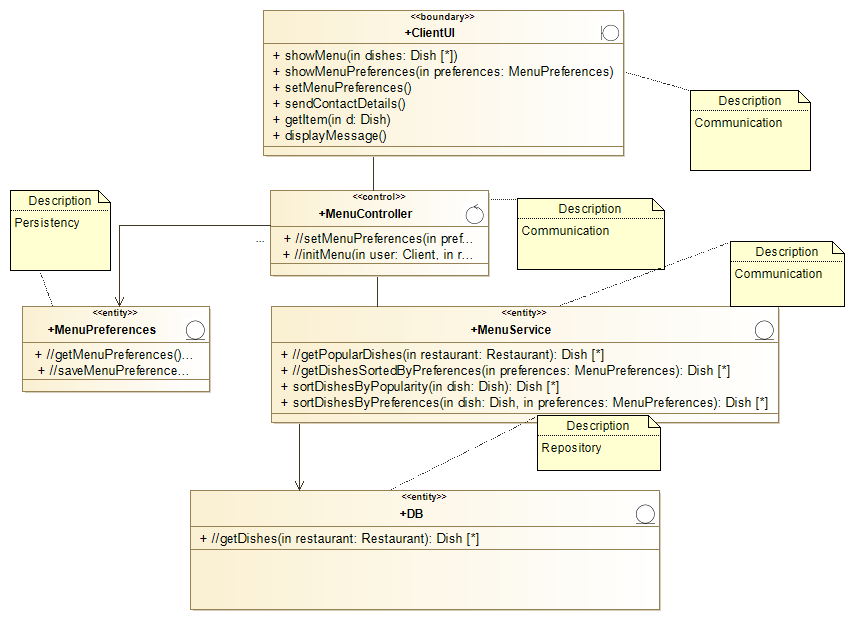 <<boundary>>
+ClientUI
+ showMenu(in dishes: Dish [*])
+ showMenuPreferences(in preferences: MenuPreferences)
+ setMenuPreferences()
+ sendContactDetails()
+ getItem(in d: Dish)
+ displayMessage()
Description
Communication
<<control>>
+MenuController
+ //setMenuPreferences(in pref...
+ //initMenu(in user: Client, in r...
...
Description
Persistency
Description
Communication
Description
Communication
<<entity>>
+MenuPreferences
+ //getMenuPreferences()...
+ //saveMenuPreference...
<<entity>>
+MenuService
+ //getPopularDishes(in restaurant: Restaurant): Dish [*]
+ //getDishesSortedByPreferences(in preferences: MenuPreferences): Dish [*]
+ sortDishesByPopularity(in dish: Dish): Dish [*]
+ sortDishesByPreferences(in dish: Dish, in preferences: MenuPreferences): Dish [*]
Description
Repository
<<entity>>
+DB
+ //getDishes(in restaurant: Restaurant): Dish [*]